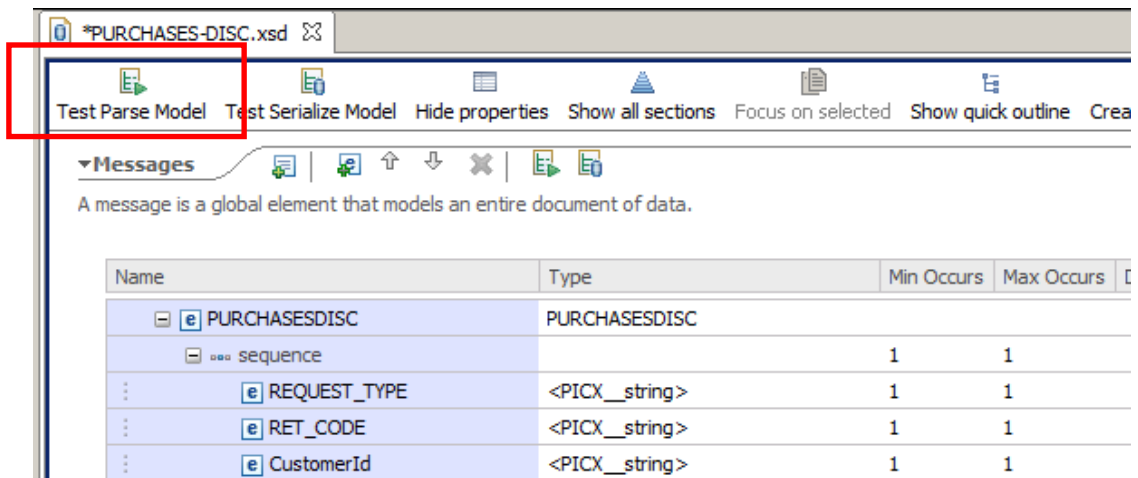 *PURCHASES-DISC.xsd
Test Parse Model Test Serialize Model Hide properties Show all sections Focus on selected Show quick outline Crea
Messages
A message is a global element that models an entire document of data.
Name Type Min Occurs Max Occurs D
e PURCHASESDISC PURCHASESDISC
sequence 1 1
e REQUEST_TYPE <PICX__string> 1 1
e RET_CODE <PICX__string> 1 1
e CustomerId <PICX__string> 1 1